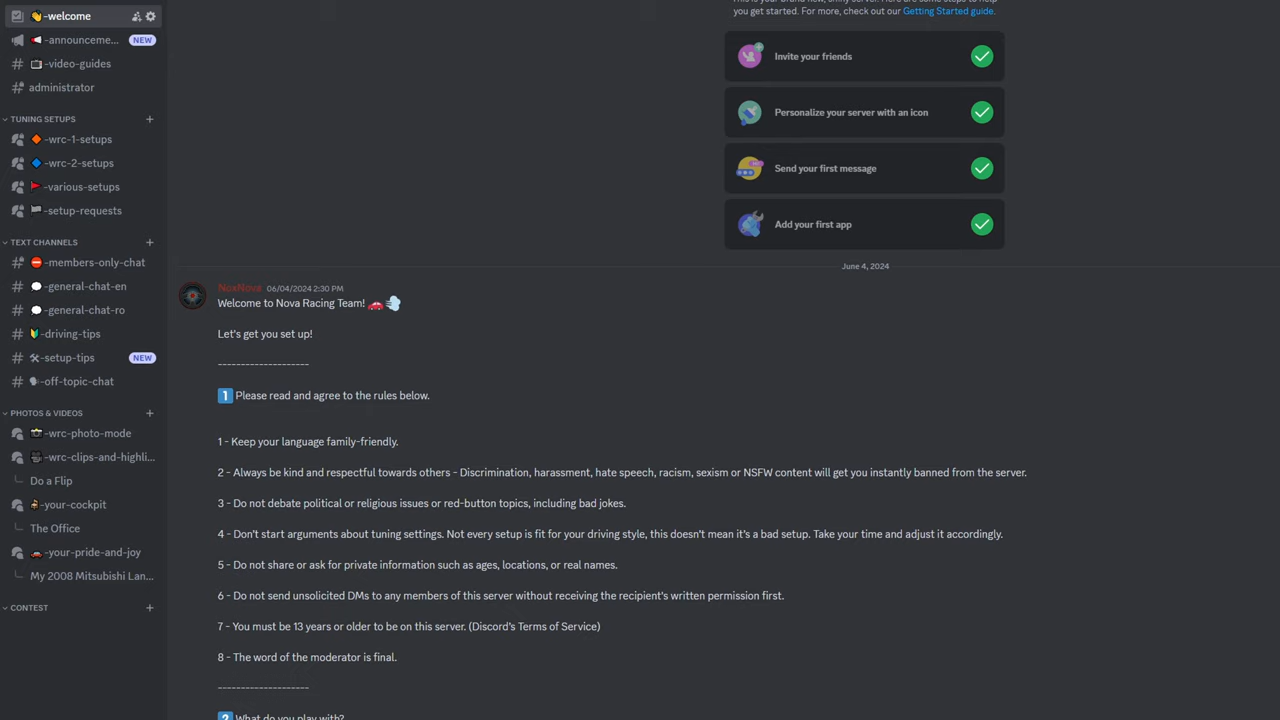 -welcome
-announceme... NEW
-video-guides
administrator
TUNING SETUPS
-wrc-1-setups
-wrc-2-setups
-various-setups
-setup-requests
TEXT CHANNELS
-members-only-chat
-general-chat-en
-general-chat-ro
-driving-tips
-setup-tips NEW
-off-topic-chat
PHOTOS & VIDEOS
-wrc-photo-mode
-wrc-clips-and-highli...
Do a Flip
-your-cockpit
The Office
-your-pride-and-joy
My 2008 Mitsubishi Lan...
CONTEST
This is your brand new, shiny server. Here are some steps to help
you get started. For more, check out our Getting Started guide.
Invite your friends
Personalize your server with an icon
Send your first message
Add your first app
June 4, 2024
NoxNova 06/04/2024 2:30 PM
Welcome to Nova Racing Team! 🚗💨
Let's get you set up!
--------------------
1 Please read and agree to the rules below.
1 - Keep your language family-friendly.
2 - Always be kind and respectful towards others - Discrimination, harassment, hate speech, racism, sexism or NSFW content will get you instantly banned from the server.
3 - Do not debate political or religious issues or red-button topics, including bad jokes.
4 - Don't start arguments about tuning settings. Not every setup is fit for your driving style, this doesn't mean it's a bad setup. Take your time and adjust it accordingly.
5 - Do not share or ask for private information such as ages, locations, or real names.
6 - Do not send unsolicited DMs to any members of this server without receiving the recipient's written permission first.
7 - You must be 13 years or older to be on this server. (Discord's Terms of Service)
8 - The word of the moderator is final.
--------------------
2 What do you play with?